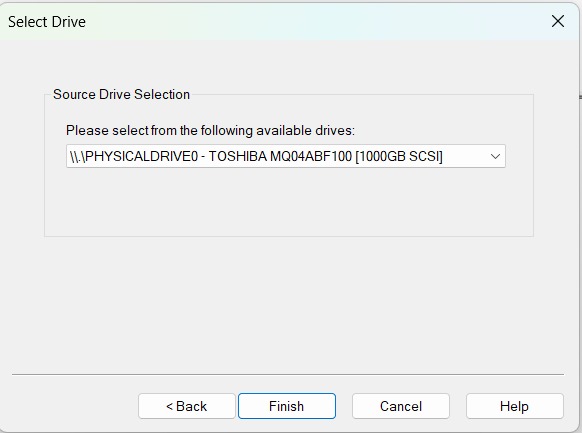 Select Drive
Source Drive Selection
Please select from the following available drives:
\\.\PHYSICALDRIVE0 - TOSHIBA MQ04ABF100 [1000GB SCSI]
< Back
Finish
Cancel
Help